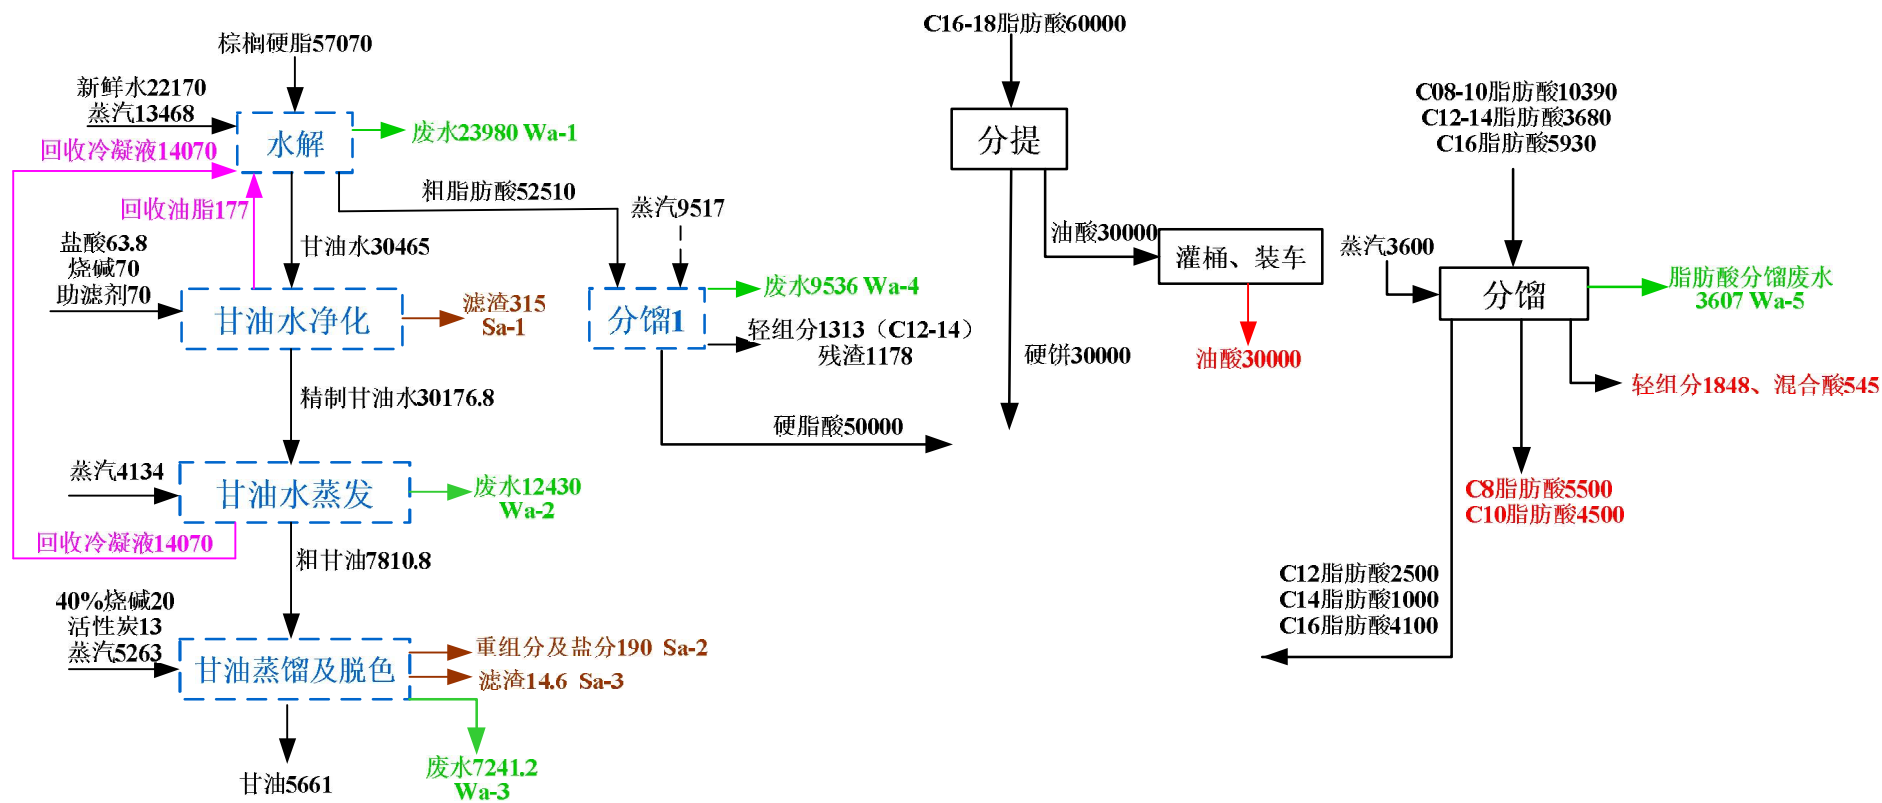 棕榈硬脂57070
新鲜水22170
蒸汽13468
水解
废水23980 Wa-1
回收冷凝液14070
回收油脂177
粗脂肪酸52510
甘油水30465
蒸汽9517
盐酸63.8
烧碱70
助滤剂70
甘油水净化
滤渣315
Sa-1
分馏1
废水9536 Wa-4
轻组分1313（C12-14）
残渣1178
精制甘油水30176.8
硬脂酸50000
蒸汽4134
甘油水蒸发
废水12430
Wa-2
回收冷凝液14070
粗甘油7810.8
40%烧碱20
活性炭13
蒸汽5263
甘油蒸馏及脱色
重组分及盐分190 Sa-2
滤渣14.6 Sa-3
废水7241.2
Wa-3
甘油5661
C16-18脂肪酸60000
分提
油酸30000
灌桶、装车
油酸30000
硬饼30000
C08-10脂肪酸10390
C12-14脂肪酸3680
C16脂肪酸5930
蒸汽3600
分馏
脂肪酸分馏废水
3607 Wa-5
轻组分1848、混合酸545
C8脂肪酸5500
C10脂肪酸4500
C12脂肪酸2500
C14脂肪酸1000
C16脂肪酸4100